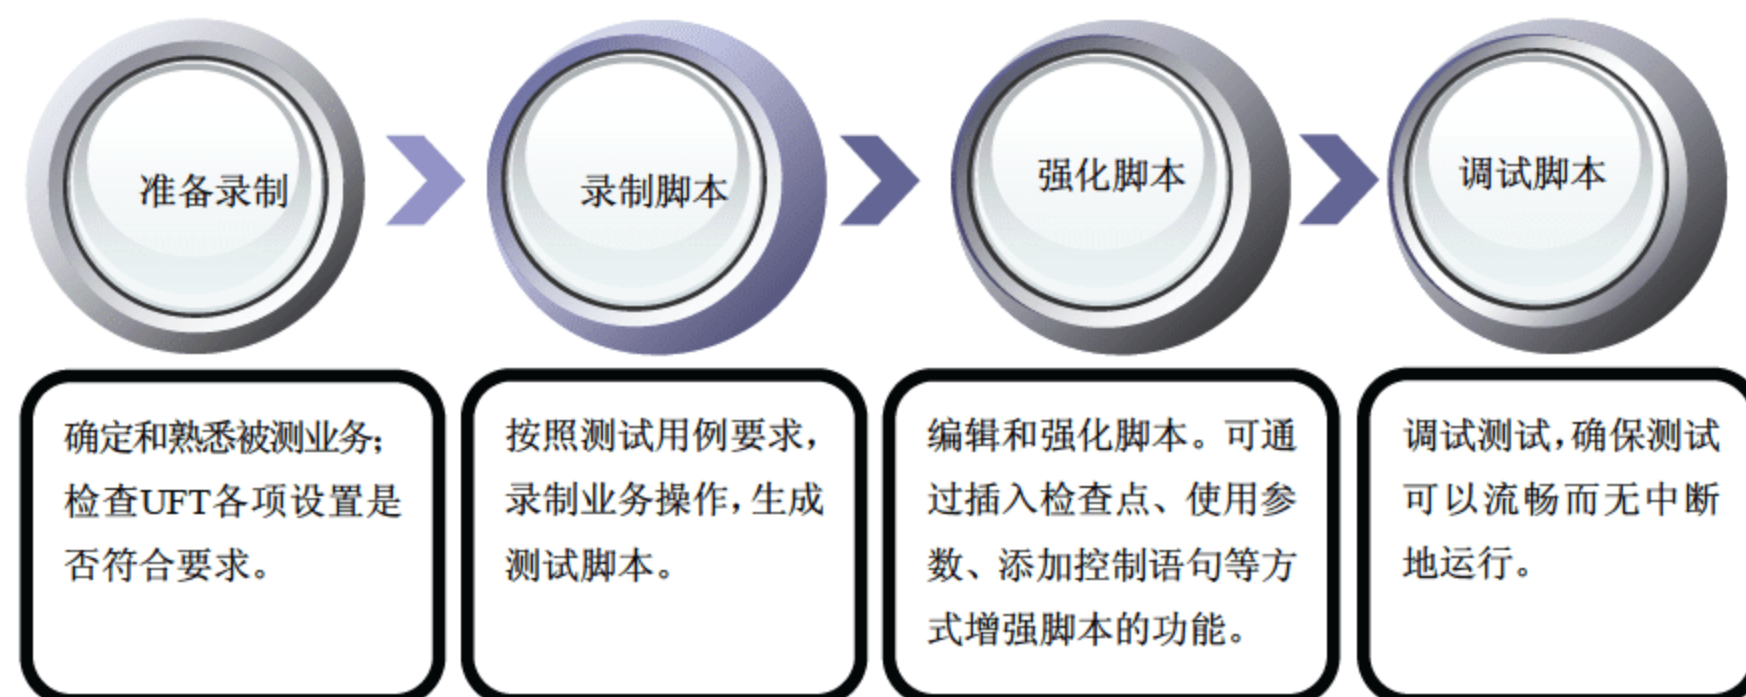 准备录制
录制脚本
强化脚本
调试脚本
确定和熟悉被测业务;
检查UFT各项设置是
否符合要求。
按照测试用例要求,
录制业务操作,生成
测试脚本。
编辑和强化脚本。可通
过插入检查点、使用参
数、添加控制语句等方
式增强脚本的功能。
调试测试,确保测试
可以流畅而无中断
地运行。